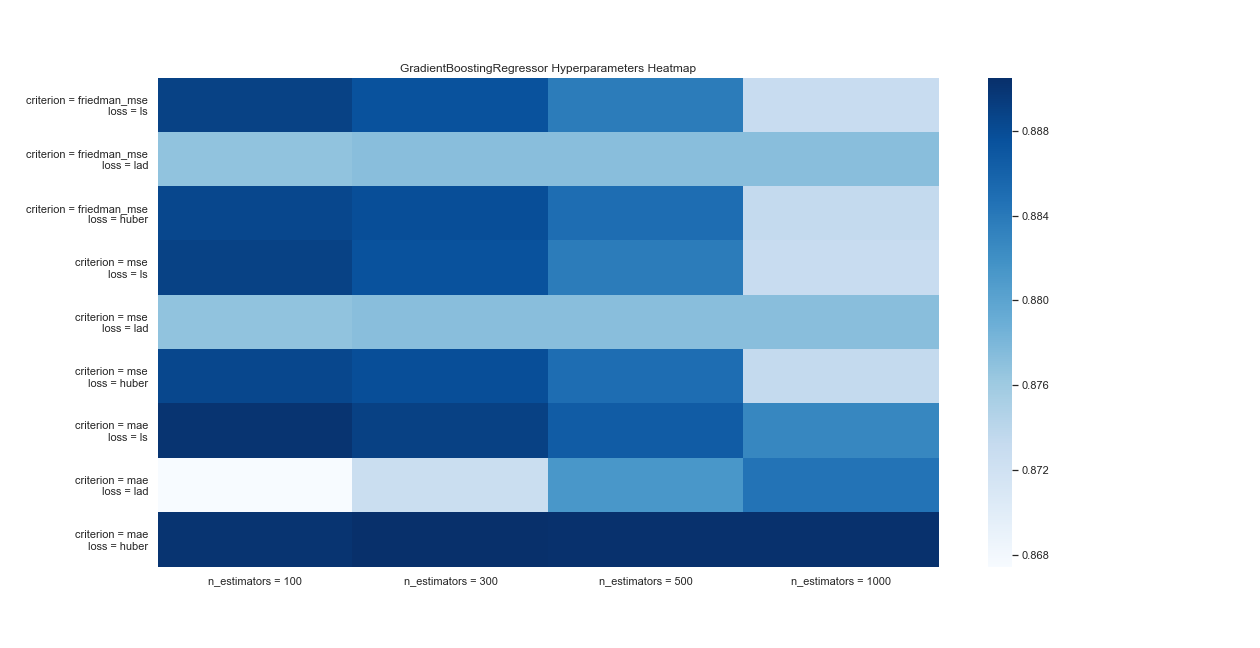 GradientBoostingRegressor Hyperparameters Heatmap
criterion = friedman_mse
loss = ls
criterion = friedman_mse
loss = lad
criterion = friedman_mse
loss = huber
criterion = mse
loss = ls
criterion = mse
loss = lad
criterion = mse
loss = huber
criterion = mae
loss = ls
criterion = mae
loss = lad
criterion = mae
loss = huber
n_estimators = 100
n_estimators = 300
n_estimators = 500
n_estimators = 1000
0.888
0.884
0.880
0.876
0.872
0.868